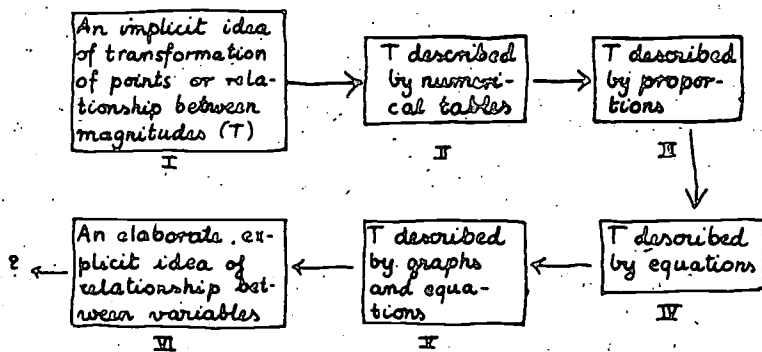 An implicit idea
of transformation
of points or rela-
tionship between
magnitudes (T)
I
T described
by numeri-
cal tables
II
T described
by propor-
tions
III
T described
by equations
IV
T described
by graphs
and equa-
tions
V
An elaborate, ex-
plicit idea of
relationship bet-
ween variables
VI
?